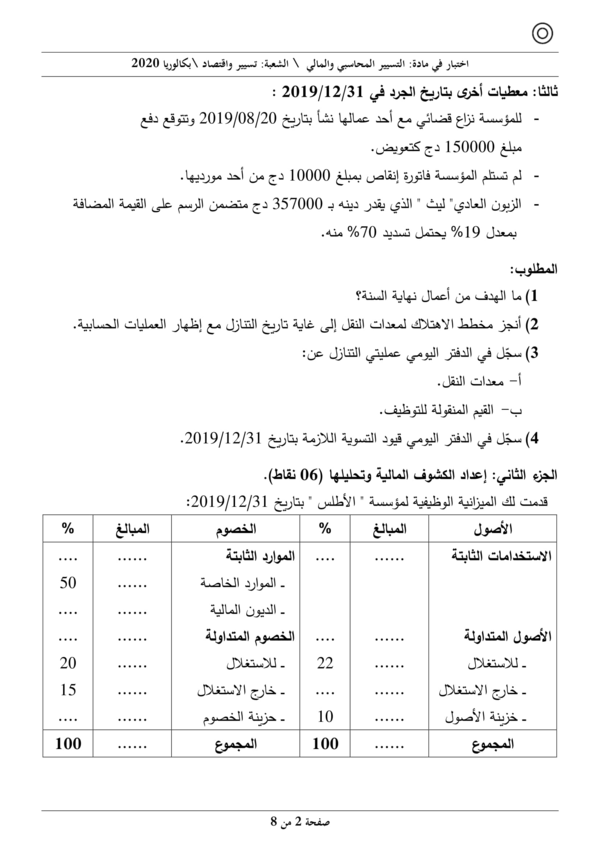 اختبار في مادة: التسيير المحاسبي والمالي \ الشعبة: تسيير واقتصاد \بكالوريا 2020
ثالثا: معطيات أخرى بتاريخ الجرد في 2019/12/31 :
- للمؤسسة نزاع قضائي مع أحد عمالها نشأ بتاريخ 2019/08/20 وتتوقع دفع
مبلغ 150000 دج كتعويض.
- لم تستلم المؤسسة فاتورة إنقاص بمبلغ 10000 دج من أحد مورديها.
- الزبون العادي" ليث " الذي يقدر دينه بـ 357000 دج متضمن الرسم على القيمة المضافة
بمعدل 19% يحتمل تسديد 70% منه.
المطلوب:
1) ما الهدف من أعمال نهاية السنة؟
2) أنجز مخطط الاهتلاك لمعدات النقل إلى غاية تاريخ التنازل مع إظهار العمليات الحسابية.
3) سجّل في الدفتر اليومي عمليتي التنازل عن:
أ- معدات النقل.
ب- القيم المنقولة للتوظيف.
4) سجّل في الدفتر اليومي قيود التسوية اللازمة بتاريخ 2019/12/31.
الجزء الثاني: إعداد الكشوف المالية وتحليلها (06 نقاط).
قدمت لك الميزانية الوظيفية لمؤسسة " الأطلس " بتاريخ 2019/12/31:
الأصول المبالغ % الخصوم المبالغ %
الاستخدامات الثابتة ...... .... الموارد الثابتة ...... ....
ـ الموارد الخاصة ...... 50
ـ الديون المالية ...... ....
الأصول المتداولة ...... .... الخصوم المتداولة ...... ....
ـ للاستغلال ...... 22 ـ للاستغلال ...... 20
ـ خارج الاستغلال ...... .... ـ خارج الاستغلال ...... 15
ـ خزينة الأصول ...... 10 ـ خزينة الخصوم ...... ....
المجموع ...... 100 المجموع ...... 100
صفحة 2 من 8